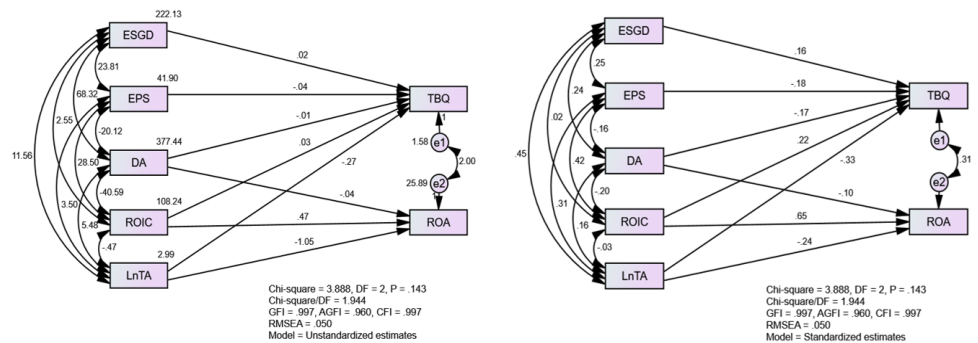 222.13
ESGD
.02
23.81
41.90
EPS
-.04
TBQ
68.32
2.55
-20.12
377.44
-.01
1
1.58
e1
11.56
28.50
DA
.03
-.27
2.00
-40.59
108.24
-.04
25.89
e2
3.50
5.48
ROIC
.47
ROA
-.47
2.99
-1.05
LnTA
Chi-square = 3.888, DF = 2, P = .143
Chi-square/DF = 1.944
GFI = .997, AGFI = .960, CFI = .997
RMSEA = .050
Model = Unstandardized estimates
ESGD
.16
.25
EPS
-.18
TBQ
.24
.02
-.16
-.17
e1
.45
.42
DA
.22
-.33
.31
-.20
-.10
e2
.31
.16
ROIC
.65
ROA
-.03
-.24
LnTA
Chi-square = 3.888, DF = 2, P = .143
Chi-square/DF = 1.944
GFI = .997, AGFI = .960, CFI = .997
RMSEA = .050
Model = Standardized estimates